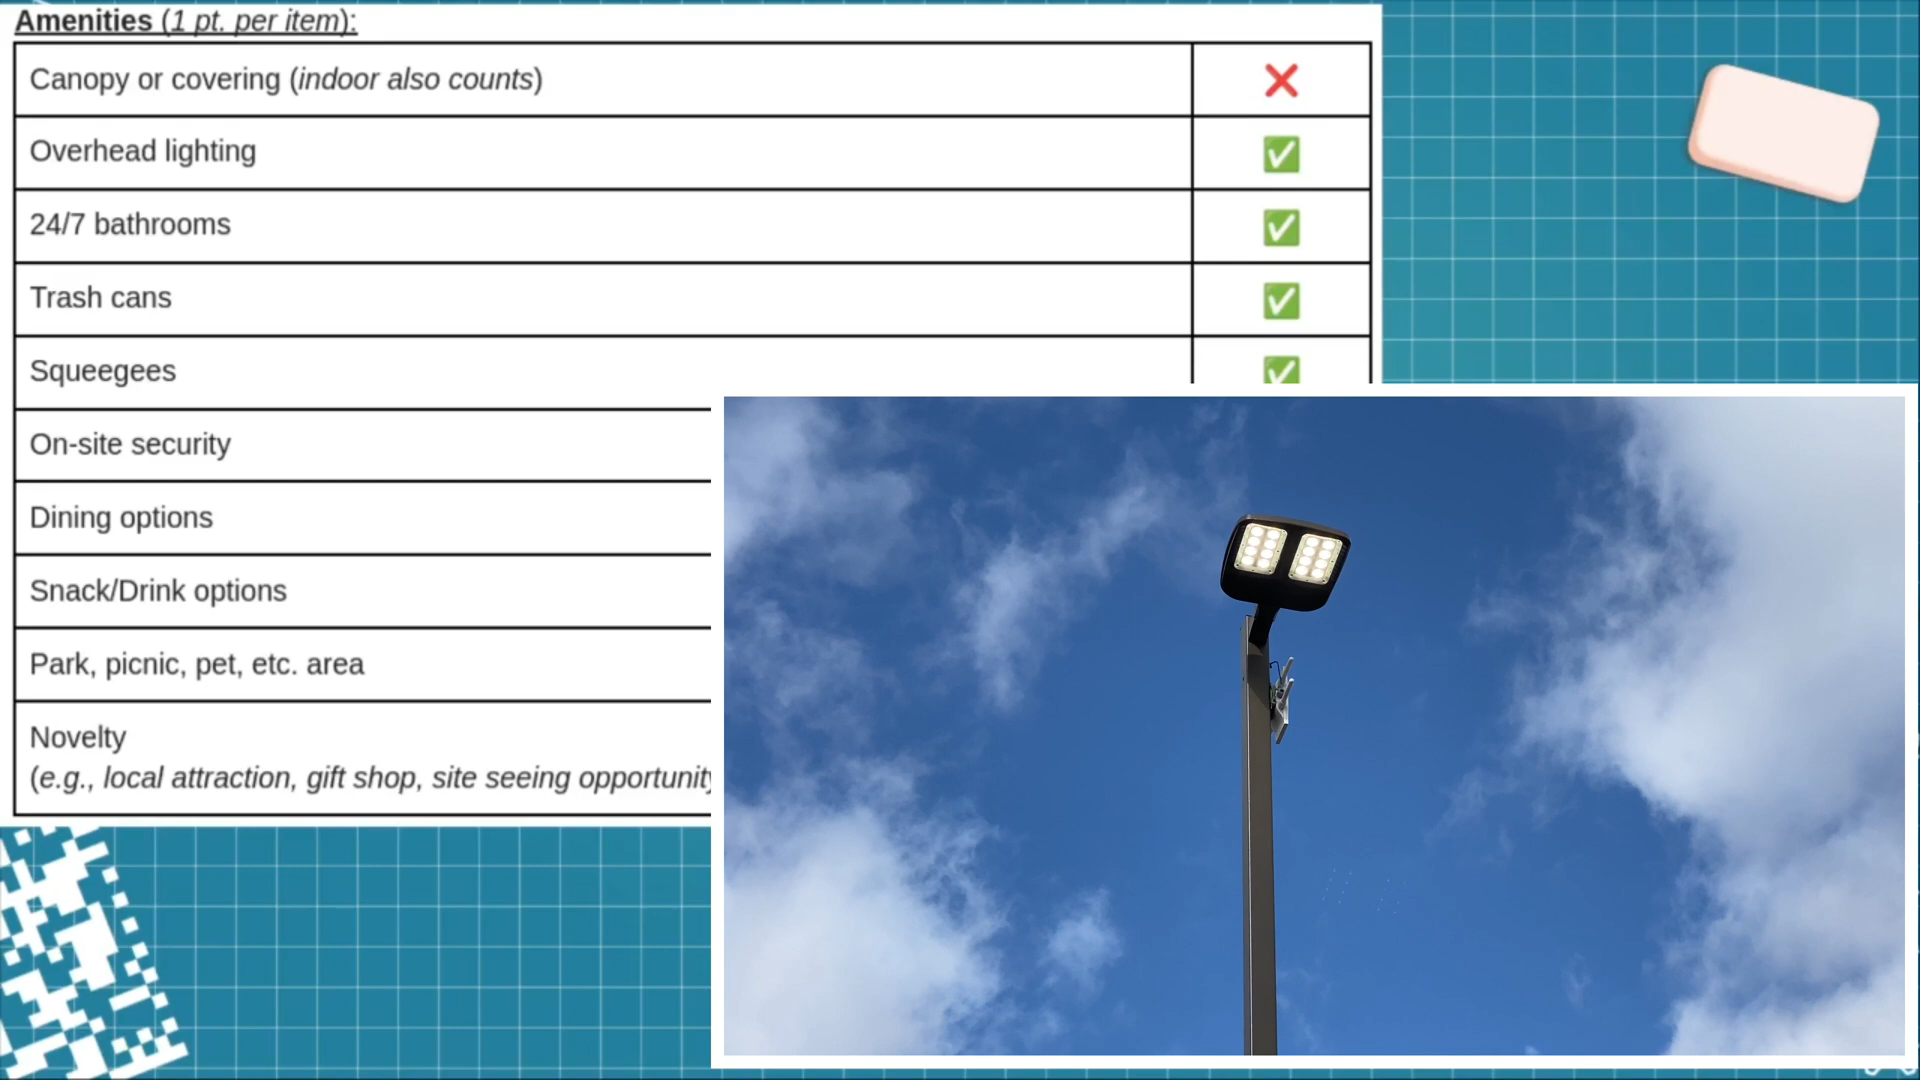 Amenities (1 pt. per item):
Canopy or covering (indoor also counts)
Overhead lighting
24/7 bathrooms
Trash cans
Squeegees
On-site security
Dining options
Snack/Drink options
Park, picnic, pet, etc. area
Novelty
(e.g., local attraction, gift shop, site seeing opportunity